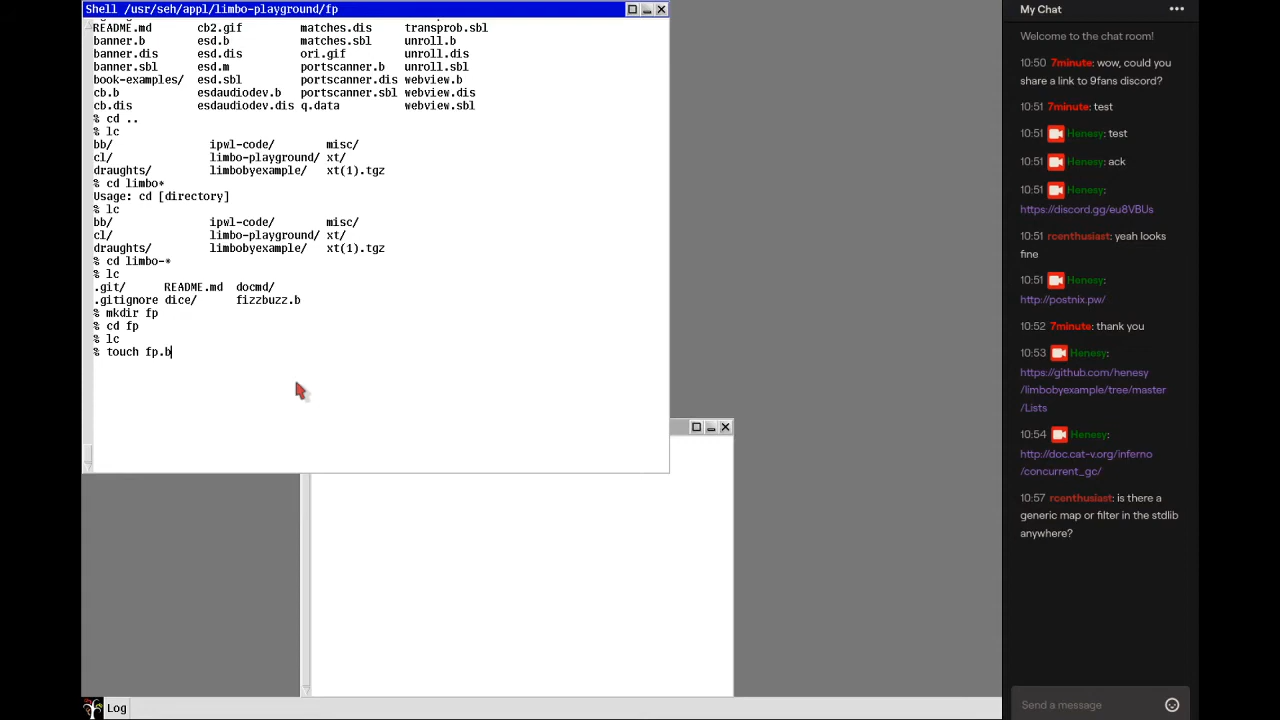 Shell /usr/seh/appl/limbo-playground/fp
README.md cb2.gif matches.dis transprob.sbl
banner.b esd.b matches.sbl unroll.b
banner.dis esd.dis ori.gif unroll.dis
banner.sbl esd.m portscanner.b unroll.sbl
book-examples/ esd.sbl portscanner.dis webview.b
cb.b esdaudiodev.b portscanner.sbl webview.dis
cb.dis esdaudiodev.dis q.data webview.sbl
% cd ..
% lc
bb/ ipwl-code/ misc/
cl/ limbo-playground/ xt/
draughts/ limbobyexample/ xt(1).tgz
% cd limbo*
Usage: cd [directory]
% lc
bb/ ipwl-code/ misc/
cl/ limbo-playground/ xt/
draughts/ limbobyexample/ xt(1).tgz
% cd limbo-*
% lc
.git/ README.md docmd/
.gitignore dice/ fizzbuzz.b
% mkdir fp
% cd fp
% lc
% touch fp.b
Log
My Chat •••
Welcome to the chat room!
10:50 7minute: wow, could you
share a link to 9fans discord?
10:51 7minute: test
10:51 Henesy: test
10:51 Henesy: ack
10:51 Henesy:
https://discord.gg/eu8VBUs
10:51 rcenthusiast: yeah looks
fine
10:51 Henesy:
http://postnix.pw/
10:52 7minute: thank you
10:53 Henesy:
https://github.com/henesy
/limbobyexample/tree/master
/Lists
10:54 Henesy:
http://doc.cat-v.org/inferno
/concurrent_gc/
10:57 rcenthusiast: is there a
generic map or filter in the stdlib
anywhere?
Send a message